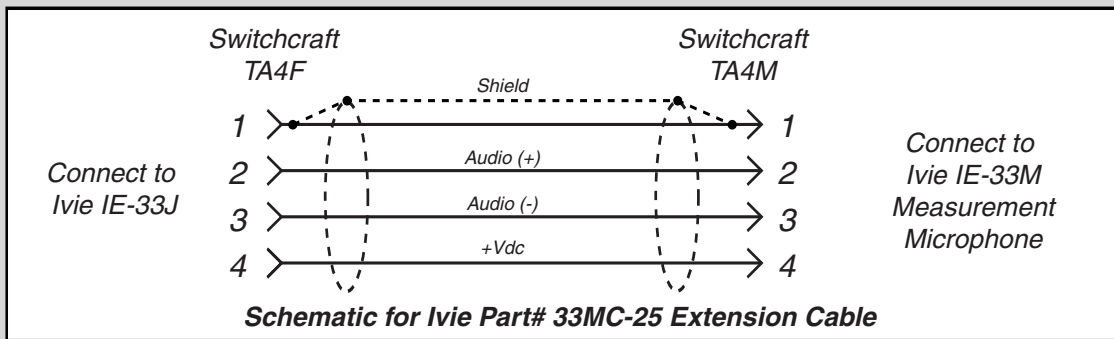 Switchcraft
TA4F
Switchcraft
TA4M
Shield
1
1
Connect to
Ivie IE-33J
2
Audio (+)
2
3
Audio (-)
3
4
+Vdc
4
Connect to
Ivie IE-33M
Measurement
Microphone
Schematic for Ivie Part# 33MC-25 Extension Cable